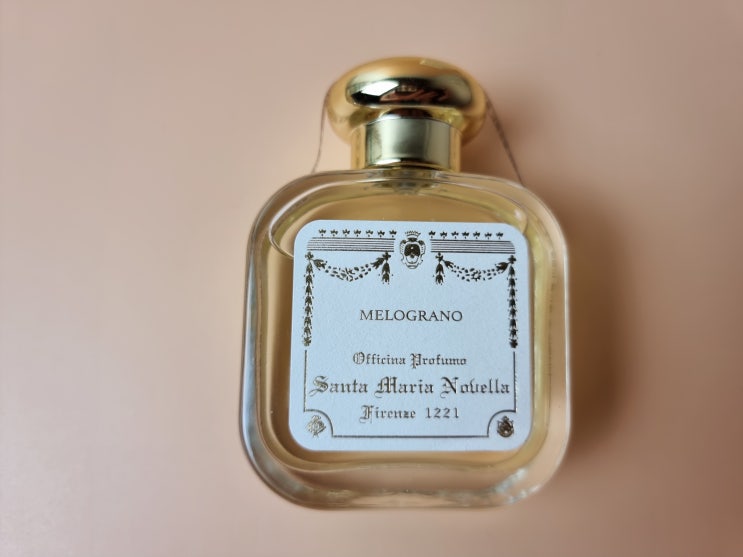 MELOGRANO
Officina Profumo
Santa Maria Novella
Firenze 1221